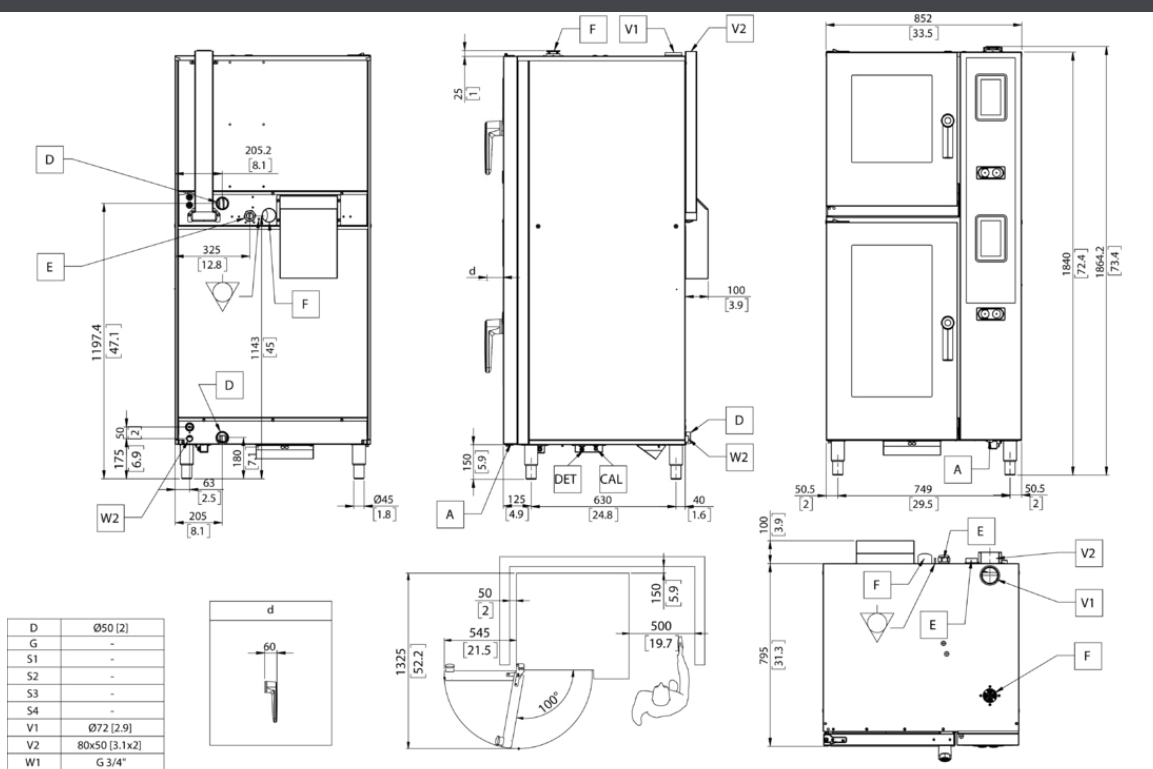 F
V1
V2
852
[33.5]
25
[1]
205.2
[8.1]
D
E
325
[12.8]
F
d
100
[3.9]
1840
[72.4]
1864.2
[73.4]
1197.4
[47.1]
1143
[45]
D
50
[2]
175
[6.9]
180
[7.1]
63
[2.5]
W2
205
[8.1]
Ø45
[1.8]
150
[5.9]
DET
CAL
D
W2
A
125
[4.9]
630
[24.8]
40
[1.6]
A
50.5
[2]
749
[29.5]
50.5
[2]
100
[3.9]
E
V2
F
V1
E
F
795
[31.3]
50
[2]
150
[5.9]
545
[21.5]
500
[19.7]
1325
[52.2]
100°
d
60
D Ø50 [2]
G -
S1 -
S2 -
S3 -
S4 -
V1 Ø72 [2.9]
V2 80x50 [3.1x2]
W1 G 3/4"